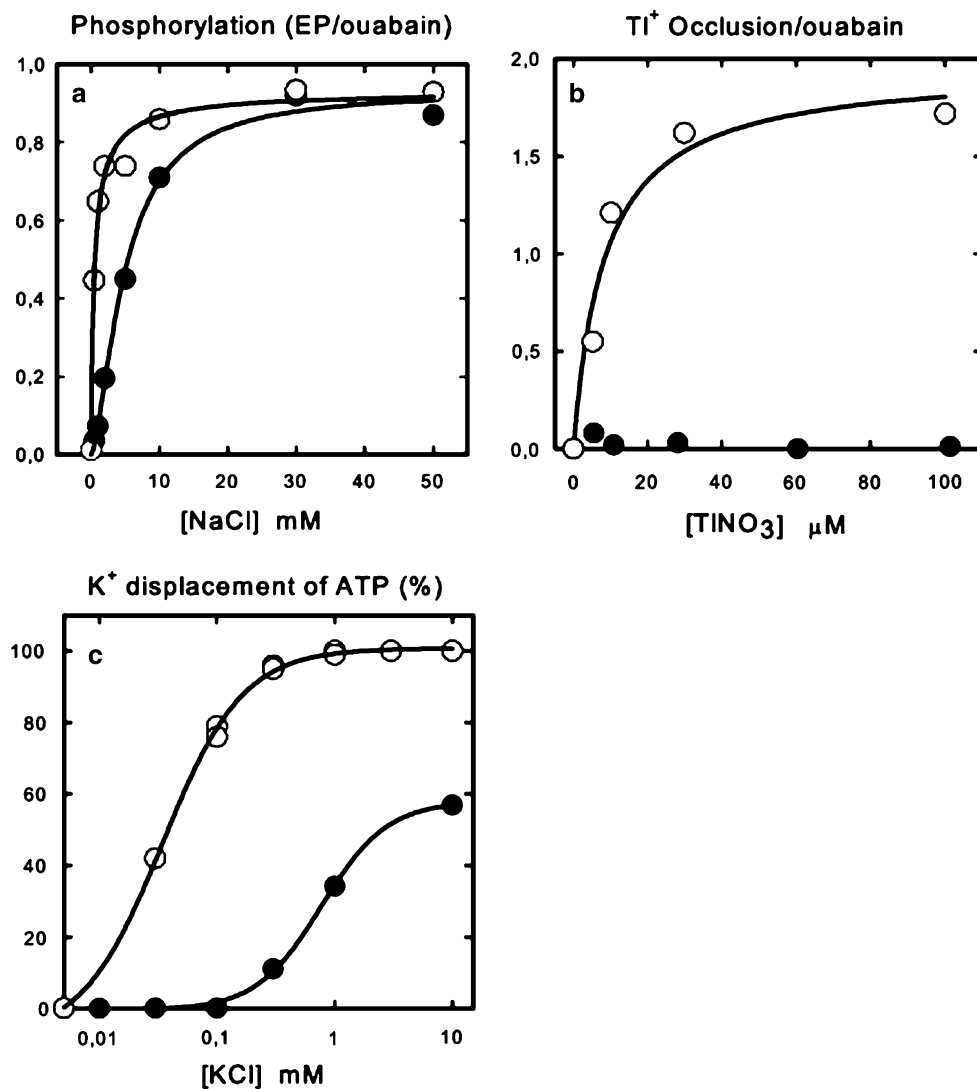 Phosphorylation (EP/ouabain)
a
1,0
0,8
0,6
0,4
0,2
0,0
0 10 20 30 40 50
[NaCl] mM
Tl+ Occlusion/ouabain
b
2,0
1,5
1,0
0,5
0,0
0 20 40 60 80 100
[TlNO3] μM
K+ displacement of ATP (%)
c
100
80
60
40
20
0
0,01 0,1 1 10
[KCl] mM